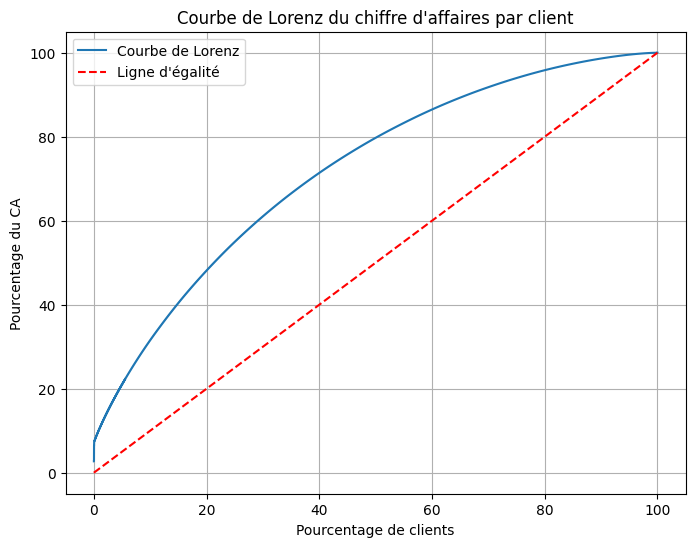 Courbe de Lorenz du chiffre d'affaires par client
Courbe de Lorenz
Ligne d'égalité
Pourcentage du CA
100
80
60
40
20
0
0 20 40 60 80 100
Pourcentage de clients